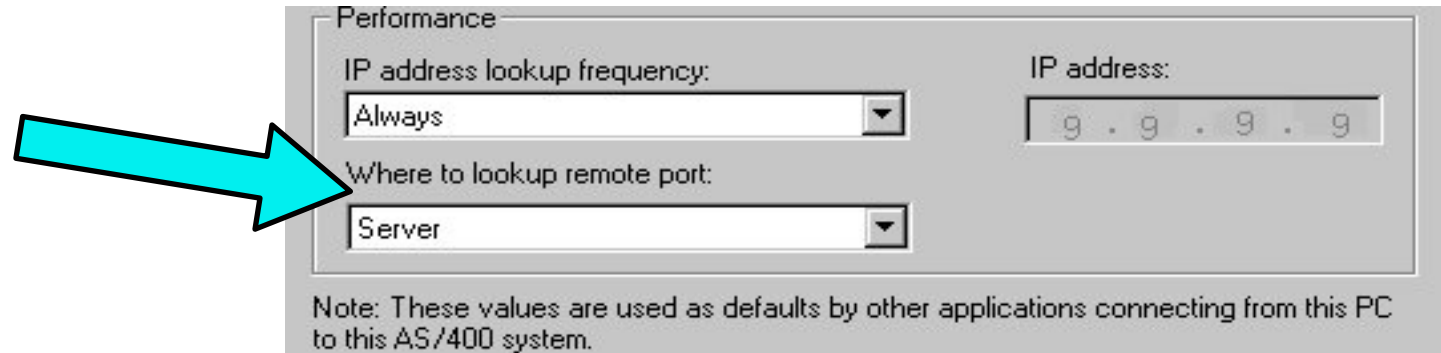 Performance
IP address lookup frequency:
IP address:
Always
9 . 9 . 9 . 9
Where to lookup remote port:
Server
Note: These values are used as defaults by other applications connecting from this PC
to this AS/400 system.